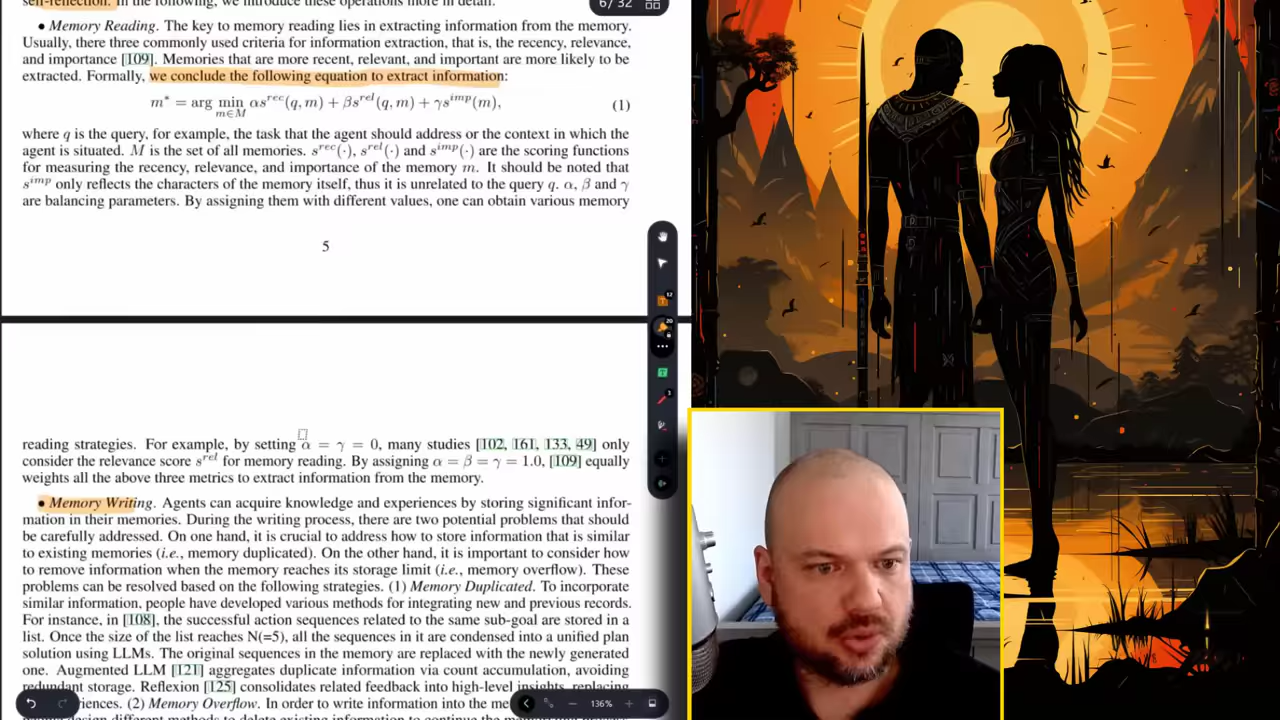 self-reflection. In the following, we introduce these operations more in detail.
6/32
• Memory Reading. The key to memory reading lies in extracting information from the memory.
Usually, there three commonly used criteria for information extraction, that is, the recency, relevance,
and importance [109]. Memories that are more recent, relevant, and important are more likely to be
extracted. Formally, we conclude the following equation to extract information:
m* = arg min αs^rec(q, m) + βs^rel(q, m) + γs^imp(m), (1)
m∈M
where q is the query, for example, the task that the agent should address or the context in which the
agent is situated. M is the set of all memories. s^rec(·), s^rel(·) and s^imp(·) are the scoring functions
for measuring the recency, relevance, and importance of the memory m. It should be noted that
s^imp only reflects the characters of the memory itself, thus it is unrelated to the query q. α, β and γ
are balancing parameters. By assigning them with different values, one can obtain various memory
5
reading strategies. For example, by setting α = γ = 0, many studies [102, 161, 133, 49] only
consider the relevance score s^rel for memory reading. By assigning α = β = γ = 1.0, [109] equally
weights all the above three metrics to extract information from the memory.
• Memory Writing. Agents can acquire knowledge and experiences by storing significant infor-
mation in their memories. During the writing process, there are two potential problems that should
be carefully addressed. On one hand, it is crucial to address how to store information that is similar
to existing memories (i.e., memory duplicated). On the other hand, it is important to consider how
to remove information whn the memory reaches its storage limit (i.e., memory overflow). These
problems can be resolved based on the following strategies. (1) Memory Duplicated. To incorporate
similar information, people have developed various methods for integrating new and previous records.
For instance, in [108], the successful action sequences related to the same sub-goal are stored in a
list. Once the size of the list reaches N(=5), all the sequences in it are condensed into a unified plan
solution using LLMs. The original sequences in the memory are replaced with the newly generated
one. Augmented LLM [121] aggregates duplicate information via count accumulation, avoiding
redundant storage. Reflexion [125] consolidates related feedback into high-level insights, replacing
(2) Memory Overflow. In order to write information into the
136%
design different methods to delete existing information to continue the